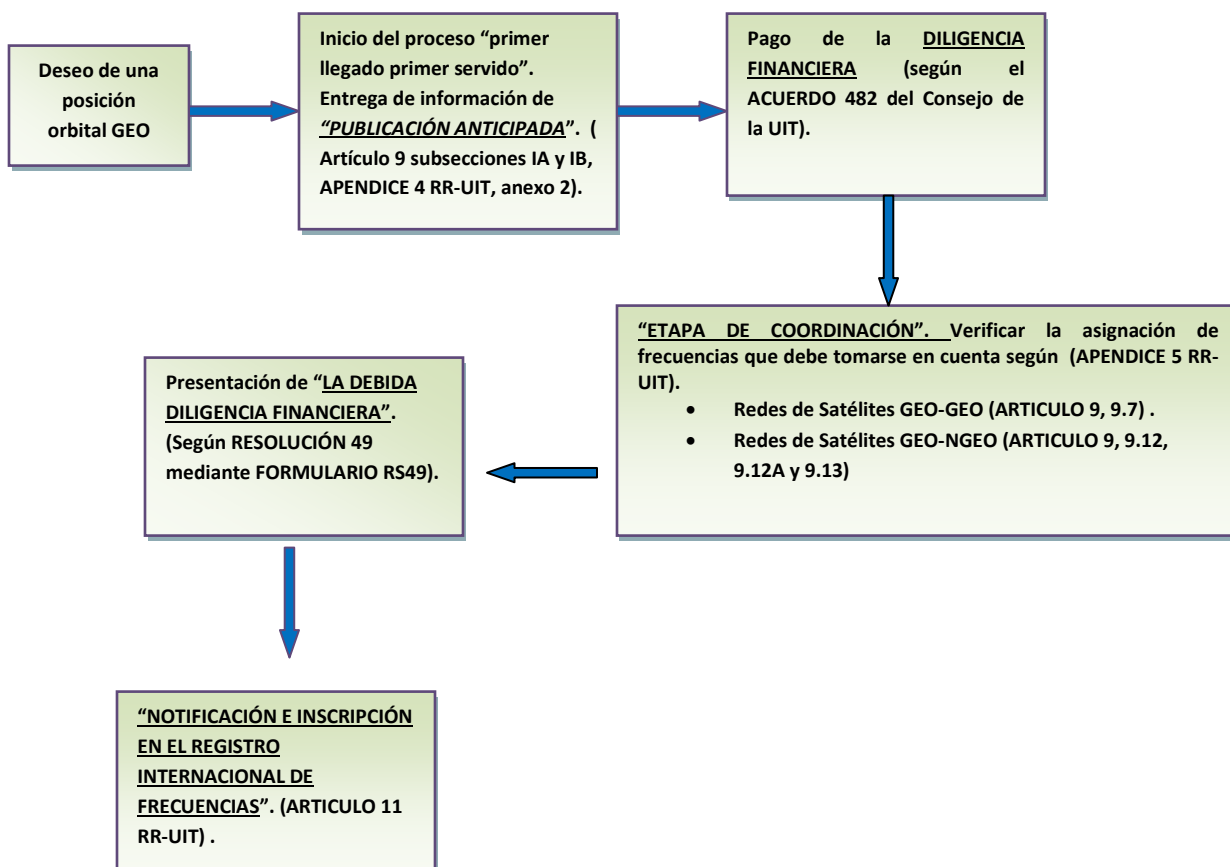 Deseo de una
posición
orbital GEO
Inicio del proceso “primer
llegado primer servido”.
Entrega de información de
“PUBLICACIÓN ANTICIPADA”. (
Artículo 9 subsecciones IA y IB,
APENDICE 4 RR-UIT, anexo 2).
Pago de la DILIGENCIA
FINANCIERA (según el
ACUERDO 482 del Consejo de
la UIT).
“ETAPA DE COORDINACIÓN”. Verificar la asignación de
frecuencias que debe tomarse en cuenta según (APENDICE 5 RR-
UIT).
• Redes de Satélites GEO-GEO (ARTICULO 9, 9.7) .
• Redes de Satélites GEO-NGEO (ARTICULO 9, 9.12,
9.12A y 9.13)
Presentación de “LA DEBIDA
DILIGENCIA FINANCIERA”.
(Según RESOLUCIÓN 49
mediante FORMULARIO RS49).
“NOTIFICACIÓN E INSCRIPCIÓN
EN EL REGISTRO
INTERNACIONAL DE
FRECUENCIAS”. (ARTICULO 11
RR-UIT) .